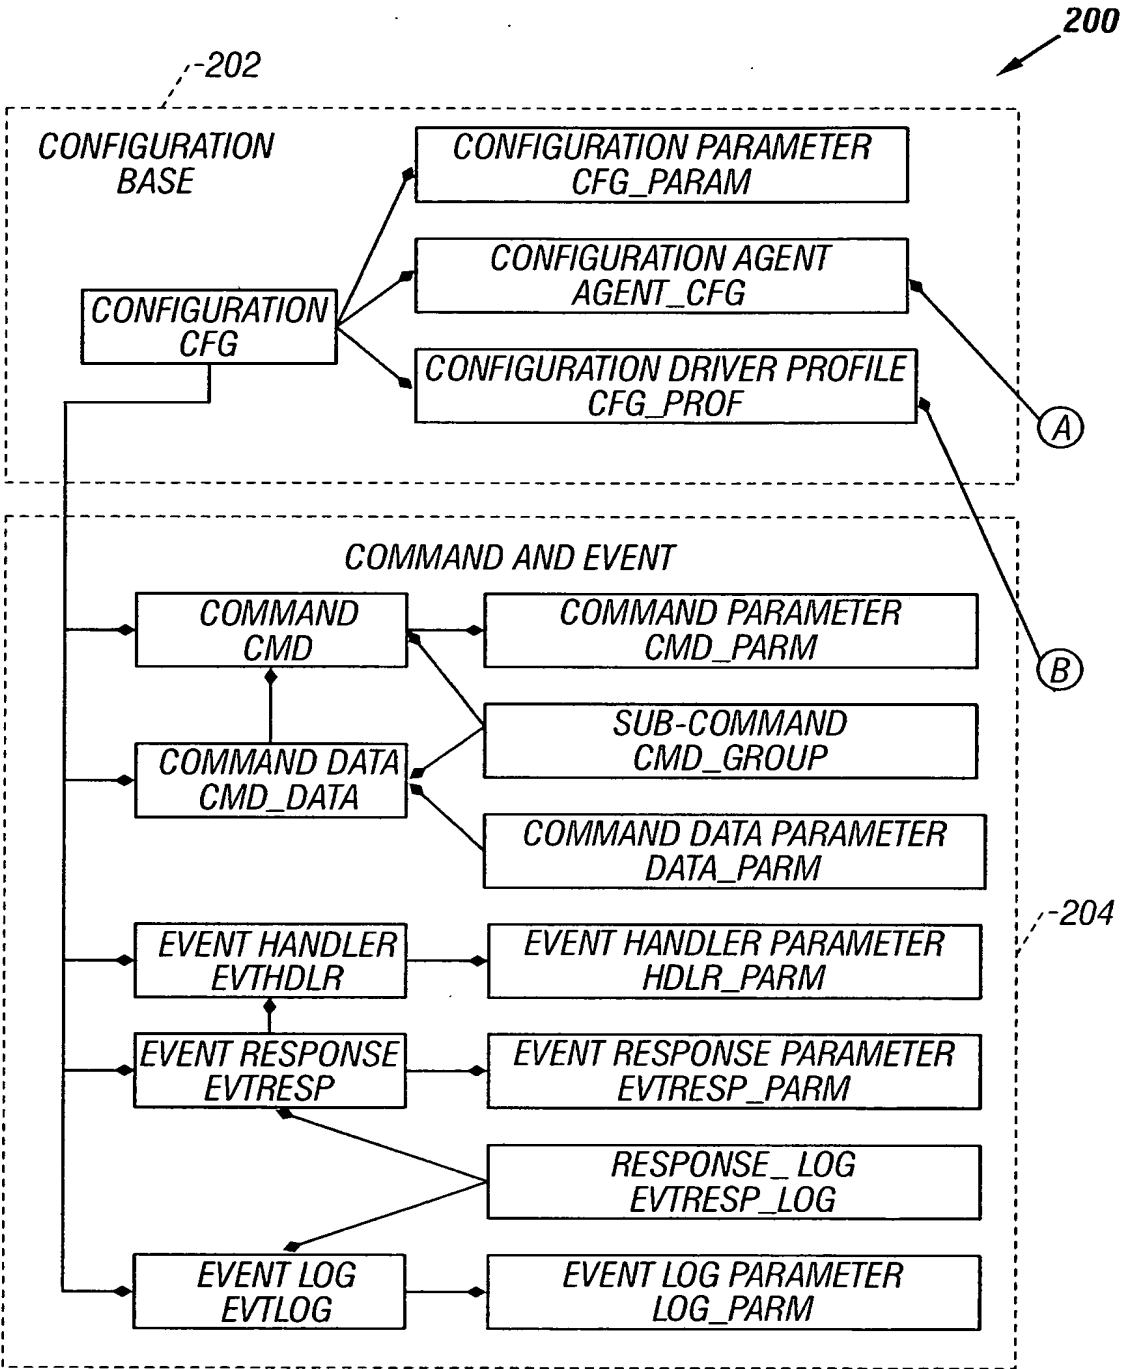 200
202
CONFIGURATION
BASE
CONFIGURATION PARAMETER
CFG_PARAM
CONFIGURATION AGENT
AGENT_CFG
CONFIGURATION
CFG
CONFIGURATION DRIVER PROFILE
CFG_PROF
A
COMMAND AND EVENT
COMMAND
CMD
COMMAND PARAMETER
CMD_PARM
B
SUB-COMMAND
CMD_GROUP
COMMAND DATA
CMD_DATA
COMMAND DATA PARAMETER
DATA_PARM
204
EVENT HANDLER
EVTHDLR
EVENT HANDLER PARAMETER
HDLR_PARM
EVENT RESPONSE
EVTRESP
EVENT RESPONSE PARAMETER
EVTRESP_PARM
RESPONSE_ LOG
EVTRESP_LOG
EVENT LOG
EVTLOG
EVENT LOG PARAMETER
LOG_PARM